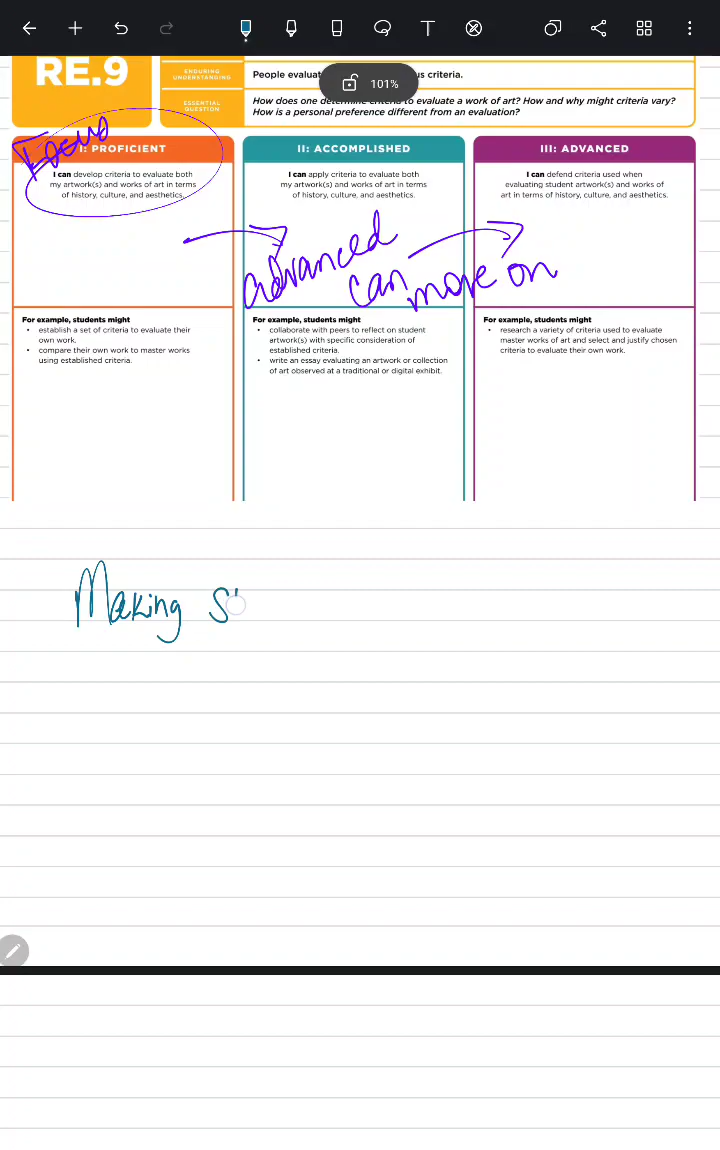 101%
RE.9
ENDURING UNDERSTANDING
People evaluat us criteria.
ESSENTIAL QUESTION
How does one determine criteria to evaluate a work of art? How and why might criteria vary?
How is a personal preference different from an evaluation?
Focus
I: PROFICIENT
I can develop criteria to evaluate both
my artwork(s) and works of art in terms
of history, culture, and aesthetics.
II: ACCOMPLISHED
I can apply criteria to evaluate both
my artwork(s) and works of art in terms
of history, culture, and aesthetics.
III: ADVANCED
I can defend criteria used when
evaluating student artwork(s) and works of
art in terms of history, culture, and aesthetics.
Advanced
can move on
For example, students might
• establish a set of criteria to evaluate their
own work.
• compare their own work to master works
using established criteria.
For example, students might
• collaborate with peers to reflect on student
artwork(s) with specific consideration of
established criteria.
• write an essay evaluating an artwork or collection
of art observed at a traditional or digital exhibit.
For example, students might
• research a variety of criteria used to evaluate
master works of art and select and justify chosen
criteria to evaluate their own work.
Making s